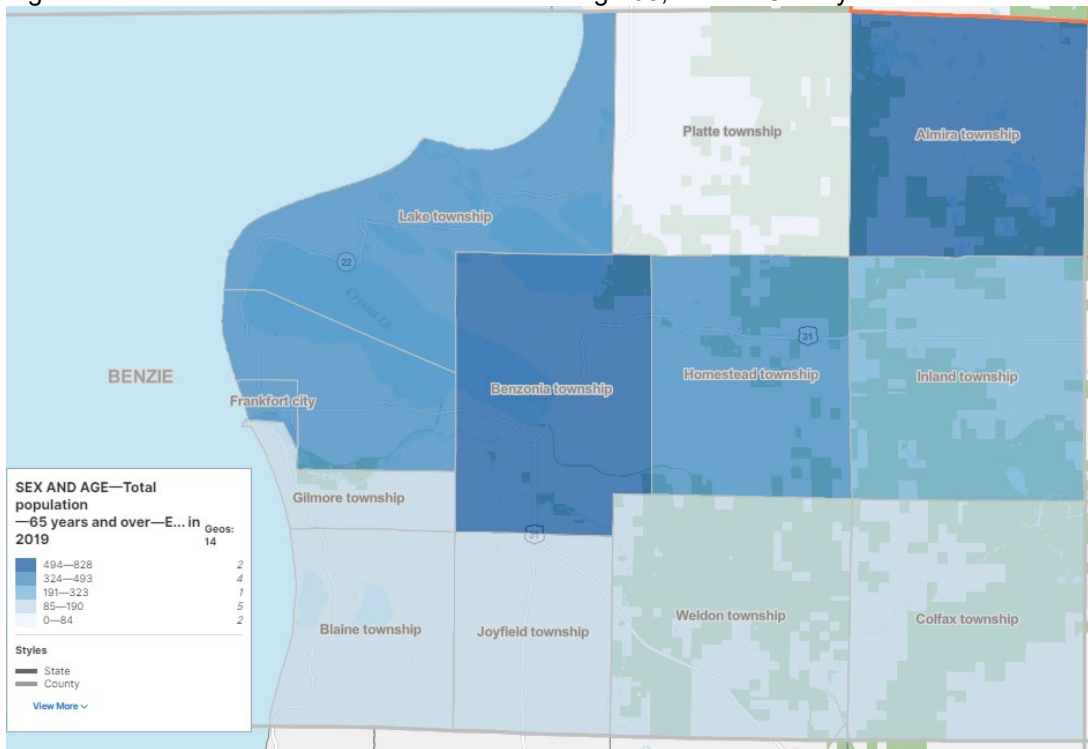 Platte township
Almira township
Lake township
22
Crystal Lk
31
BENZIE
Homestead township
Inland township
Benzonia township
Frankfort city
Gilmore township
31
Weldon township
Colfax township
Blaine township
Joyfield township
SEX AND AGE—Total
population
—65 years and over—E... in
2019
Geos:
14
494—828 2
324—493 4
191—323 1
85—190 5
0—84 2
Styles
State
County
View More